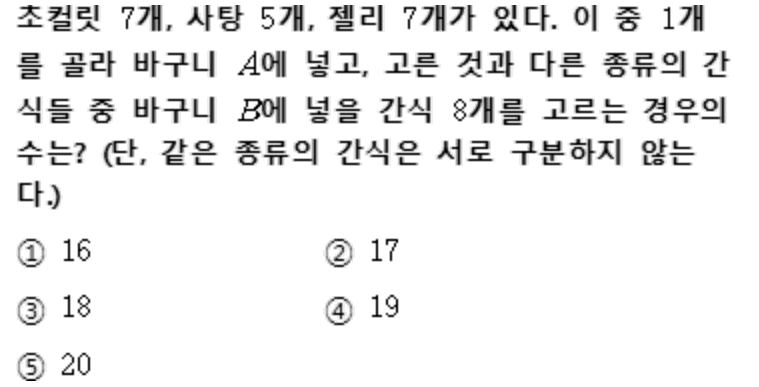 초컬릿 7개, 사탕 5개, 젤리 7개가 있다. 이 중 1개
를 골라 바구니 A에 넣고, 고른 것과 다른 종류의 간
식들 중 바구니 B에 넣을 간식 8개를 고르는 경우의
수는? (단, 같은 종류의 간식은 서로 구분하지 않는
다.)
① 16 ② 17
③ 18 ④ 19
⑤ 20